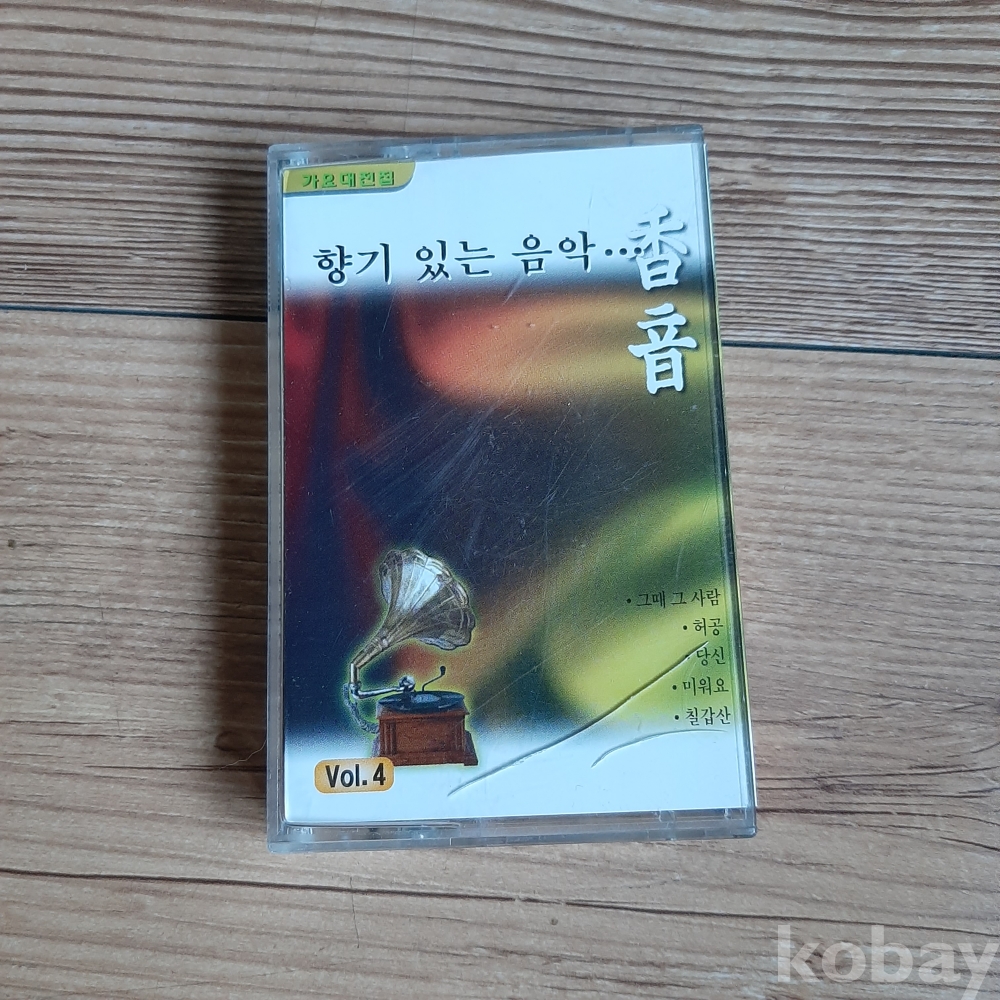 가요대전집
향기 있는 음악····
香
音
• 그때 그 사람
• 허공
• 당신
• 미워요
• 칠갑산
Vol. 4
kobay